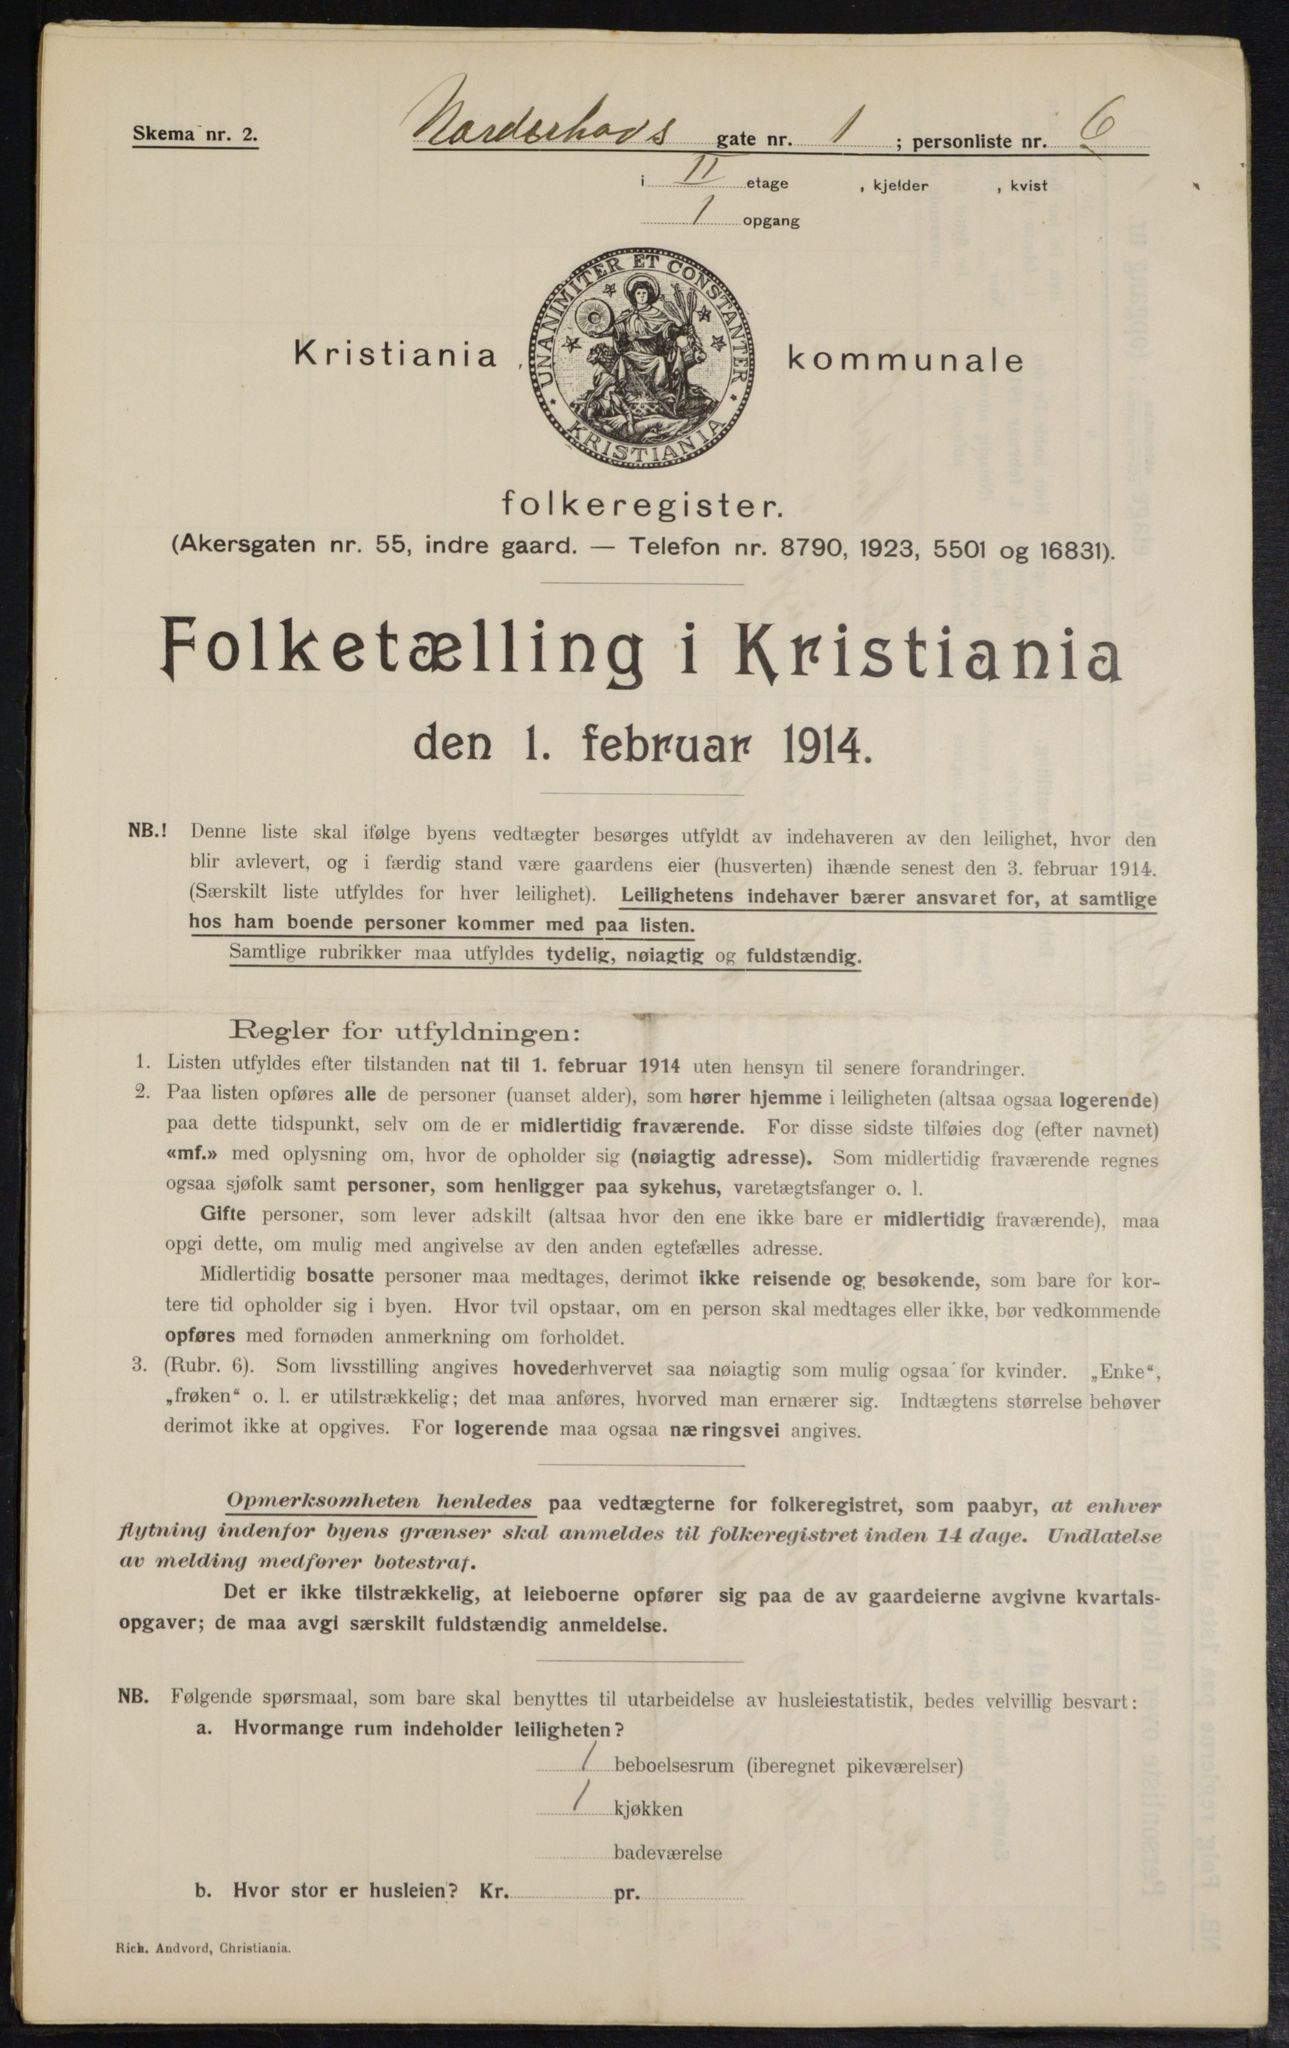 Skema nr. 2.
Norderhovs gate nr. 1 ; personliste nr. 6
i II etage , kjelder , kvist
1 opgang
UNANIMITER ET CONSTANTER
KRISTIANIA
Kristiania kommunale
folkeregister.
(Akersgaten nr. 55, indre gaard. — Telefon nr. 8790, 1923, 5501 og 16831).
Folketælling i Kristiania
den 1. februar 1914.
NB.! Denne liste skal ifølge byens vedtægter besørges utfyldt av indehaveren av den leilighet, hvor den
blir avlevert, og i færdig stand være gaardens eier (husverten) ihænde senest den 3. februar 1914.
(Særskilt liste utfyldes for hver leilighet). Leilighetens indehaver bærer ansvaret for, at samtlige
hos ham boende personer kommer med paa listen.
Samtlige rubrikker maa utfyldes tydelig, nøiagtig og fuldstændig.
Regler for utfyldningen:
1. Listen utfyldes efter tilstanden nat til 1. februar 1914 uten hensyn til senere forandringer.
2. Paa listen opføres alle de personer (uanset alder), som hører hjemme i leiligheten (altsaa ogsaa logerende)
paa dette tidspunkt, selv om de er midlertidig fraværende. For disse sidste tilføies dog (efter navnet)
«mf.» med oplysning om, hvor de opholder sig (nøiagtig adresse). Som midlertidig fraværende regnes
ogsaa sjøfolk samt personer, som henligger paa sykehus, varetægtsfanger o. l.
Gifte personer, som lever adskilt (altsaa hvor den ene ikke bare er midlertidig fraværende), maa
opgi dette, om mulig med angivelse av den anden egtefælles adresse.
Midlertidig bosatte personer maa medtages, derimot ikke reisende og besøkende, som bare for kor-
tere tid opholder sig i byen. Hvor tvil opstaar, om en person skal medtages eller ikke, bør vedkommende
opføres med fornøden anmerkning om forholdet.
3. (Rubr. 6). Som livsstilling angives hovederhvervet saa nøiagtig som mulig ogsaa for kvinder. „Enke“,
„frøken“ o. l. er utilstrækkelig; det maa anføres, hvorved man ernærer sig. Indtægtens størrelse behøver
derimot ikke at opgives. For logerende maa ogsaa næringsvei angives.
Opmerksomheten henledes paa vedtægterne for folkeregistret, som paabyr, at enhver
flytning indenfor byens grænser skal anmeldes til folkeregistret inden 14 dage. Undlatelse
av melding medfører bøtestraf.
Det er ikke tilstrækkelig, at leieboerne opfører sig paa de av gaardeierne avgivne kvartals-
opgaver; de maa avgi særskilt fuldstændig anmeldelse.
NB. Følgende spørsmaal, som bare skal benyttes til utarbeidelse av husleiestatistik, bedes velvillig besvart:
a. Hvormange rum indeholder leiligheten?
1 beboelsesrum (iberegnet pikeværelser)
1 kjøkken
badeværelse
b. Hvor stor er husleien? Kr. pr.
Rich. Andvord, Christiania.